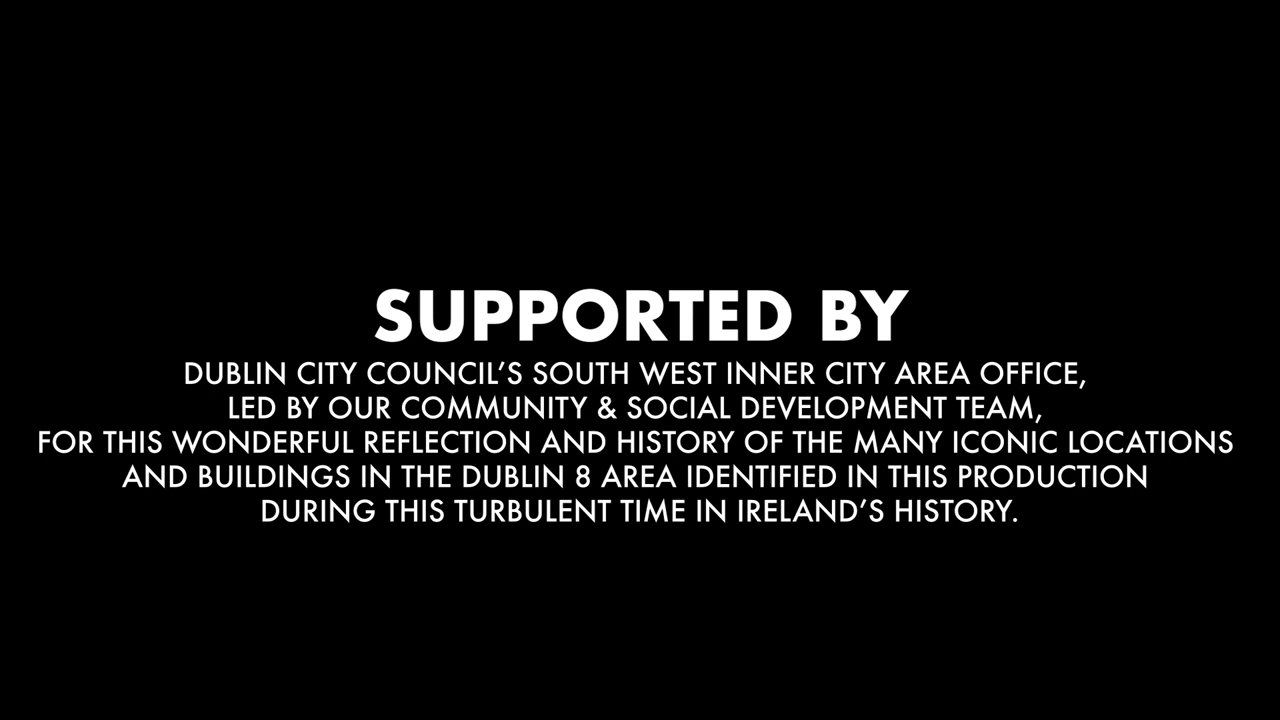 SUPPORTED BY
DUBLIN CITY COUNCIL’S SOUTH WEST INNER CITY AREA OFFICE,
LED BY OUR COMMUNITY & SOCIAL DEVELOPMENT TEAM,
FOR THIS WONDERFUL REFLECTION AND HISTORY OF THE MANY ICONIC LOCATIONS
AND BUILDINGS IN THE DUBLIN 8 AREA IDENTIFIED IN THIS PRODUCTION
DURING THIS TURBULENT TIME IN IRELAND’S HISTORY.